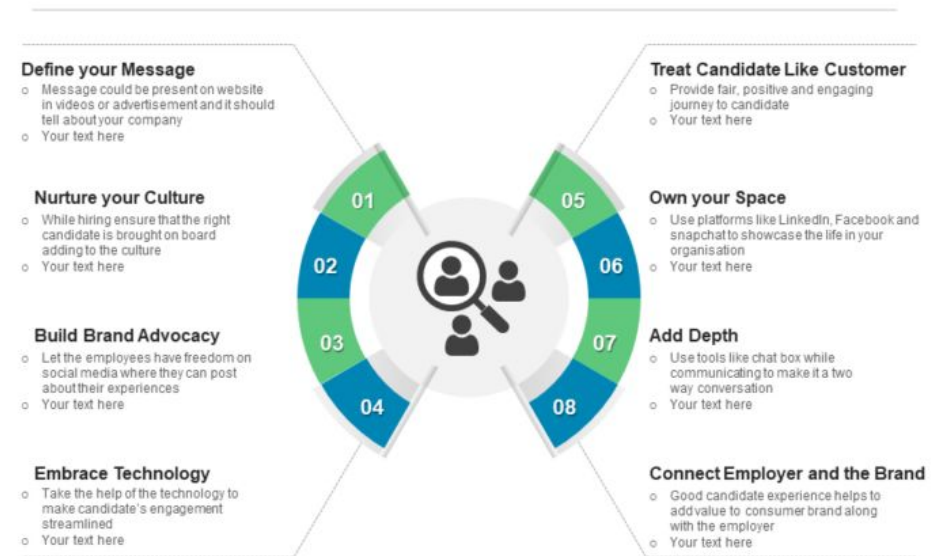 Define your Message
o Message could be present on website
in videos or advertisement and it should
tell about your company
o Your text here
Nurture your Culture
o While hiring ensure that the right
candidate is brought on board
adding to the culture
o Your text here
Build Brand Advocacy
o Let the employees have freedom on
social media where they can post
about their experiences
o Your text here
Embrace Technology
o Take the help of the technology to
make candidate's engagement
streamlined
o Your text here
01
02
03
04
05
06
07
08
Treat Candidate Like Customer
o Provide fair, positive and engaging
journey to candidate
o Your text here
Own your Space
o Use platforms like LinkedIn, Facebook and
snapchat to showcase the life in your
organisation
o Your text here
Add Depth
o Use tools like chat box while
communicating to make it a two
way conversation
o Your text here
Connect Employer and the Brand
o Good candidate experience helps to
add value to consumer brand along
with the employer
o Your text here